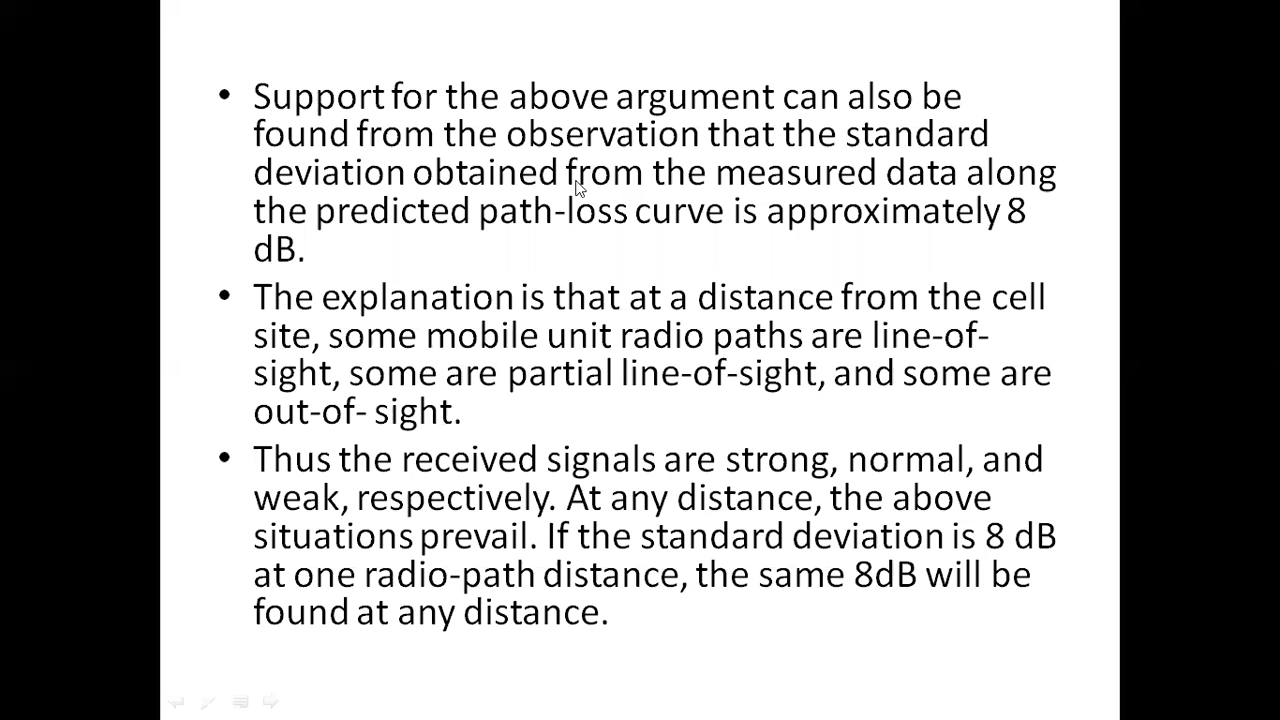 • Support for the above argument can also be
found from the observation that the standard
deviation obtained from the measured data along
the predicted path-loss curve is approximately 8
dB.
• The explanation is that at a distance from the cell
site, some mobile unit radio paths are line-of-
sight, some are partial line-of-sight, and some are
out-of- sight.
• Thus the received signals are strong, normal, and
weak, respectively. At any distance, the above
situations prevail. If the standard deviation is 8 dB
at one radio-path distance, the same 8dB will be
found at any distance.